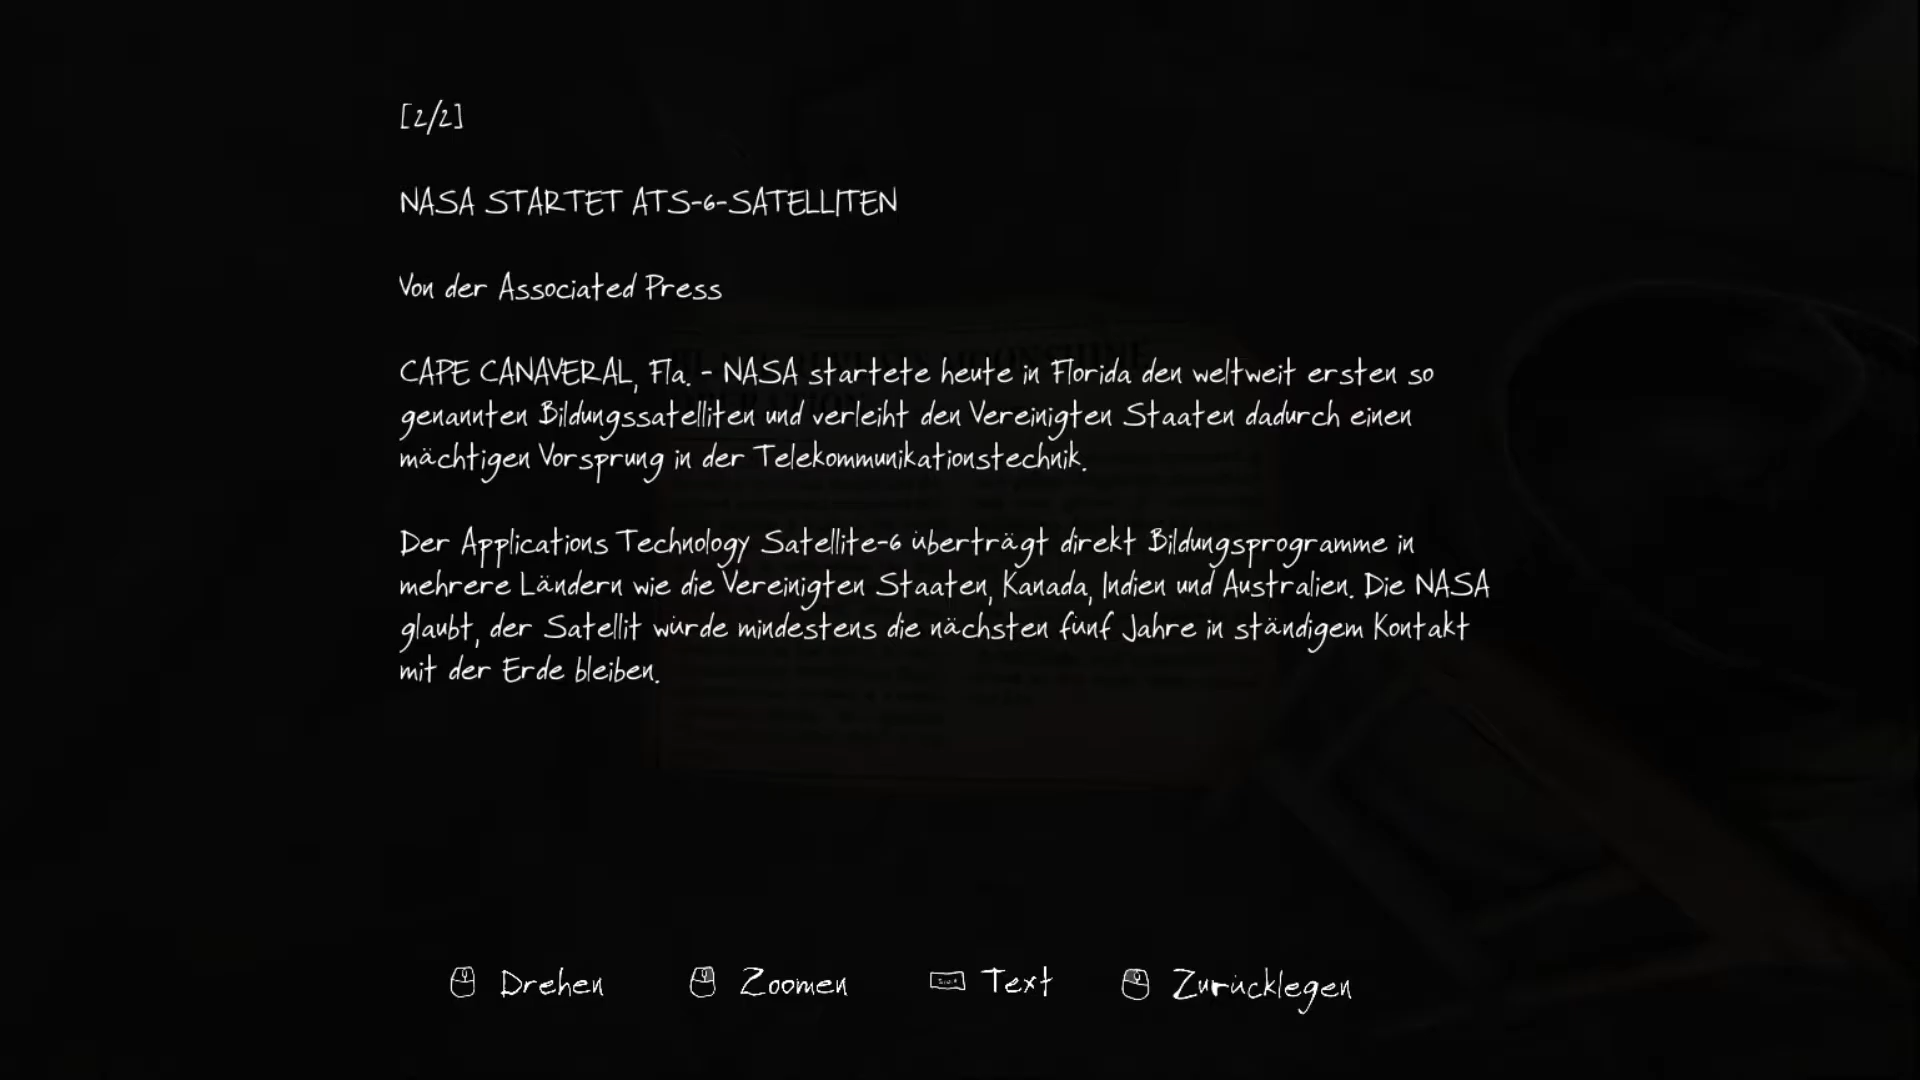 [2/2]
NASA STARTET ATS-6-SATELLITEN
Von der Associated Press
CAPE CANAVERAL, Fla. - NASA startete heute in Florida den weltweit ersten so
genannten Bildungssatelliten und verleiht den Vereinigten Staaten dadurch einen
mächtigen Vorsprung in der Telekommunikationstechnik.
Der Applications Technology Satellite-6 überträgt direkt Bildungsprogramme in
mehrere Ländern wie die Vereinigten Staaten, Kanada, Indien und Australien. Die NASA
glaubt, der Satellit würde mindestens die nächsten fünf Jahre in ständigem Kontakt
mit der Erde bleiben.
Drehen Zoomen Text Zurücklegen